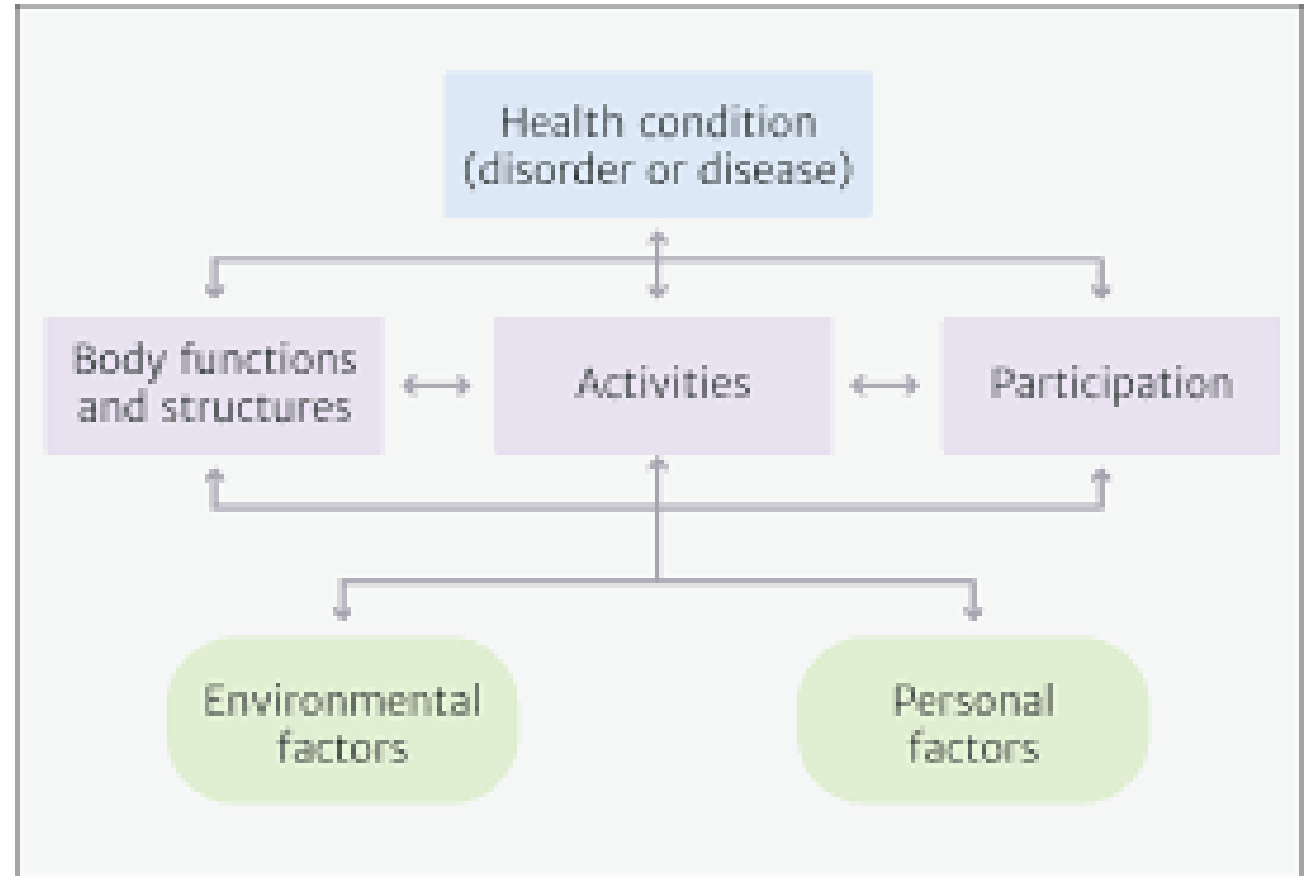 Health condition
(disorder or disease)
Body functions
and structures
Activities
Participation
Environmental
factors
Personal
factors